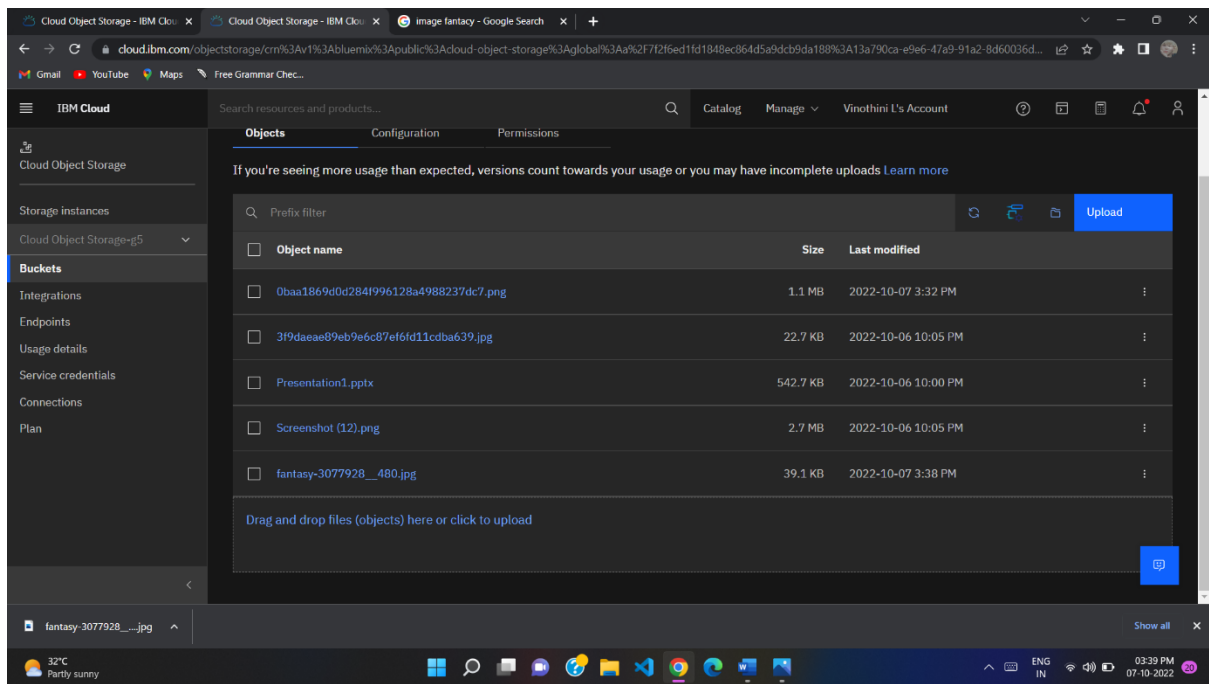 Cloud Object Storage - IBM Clou
Cloud Object Storage - IBM Clou
image fantacy - Google Search
cloud.ibm.com/objectstorage/crn%3Av1%3Abluemix%3Apublic%3Acloud-object-storage%3Aglobal%3Aa%2F7f2f6ed1fd1848ec864d5a9dcb9da188%3A13a790ca-e9e6-47a9-91a2-8d60036d...
Gmail YouTube Maps Free Grammar Chec...
IBM Cloud
Search resources and products...
Catalog Manage Vinothini L's Account
Objects Configuration Permissions
Cloud Object Storage
If you're seeing more usage than expected, versions count towards your usage or you may have incomplete uploads Learn more
Storage instances
Cloud Object Storage-g5
Buckets
Integrations
Endpoints
Usage details
Service credentials
Connections
Plan
Prefix filter
Upload
Object name Size Last modified
0baa1869d0d284f996128a4988237dc7.png 1.1 MB 2022-10-07 3:32 PM
3f9daeae89eb9e6c87ef6fd11cdba639.jpg 22.7 KB 2022-10-06 10:05 PM
Presentation1.pptx 542.7 KB 2022-10-06 10:00 PM
Screenshot (12).png 2.7 MB 2022-10-06 10:05 PM
fantasy-3077928__480.jpg 39.1 KB 2022-10-07 3:38 PM
Drag and drop files (objects) here or click to upload
fantasy-3077928__....jpg
Show all
32°C
Partly sunny
ENG
IN
03:39 PM
07-10-2022
20